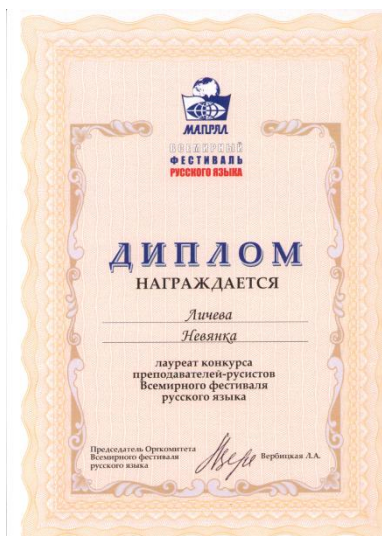 МАПРЯЛ
ВСЕМИРНЫЙ
ФЕСТИВАЛЬ
РУССКОГО ЯЗЫКА
ДИПЛОМ
НАГРАЖДАЕТСЯ
Личева
Невянка
лауреат конкурса
преподавателей-русистов
Всемирного фестиваля
русского языка
Председатель Оргкомитета
Всемирного фестиваля
русского языка
Вербицкая Л.А.